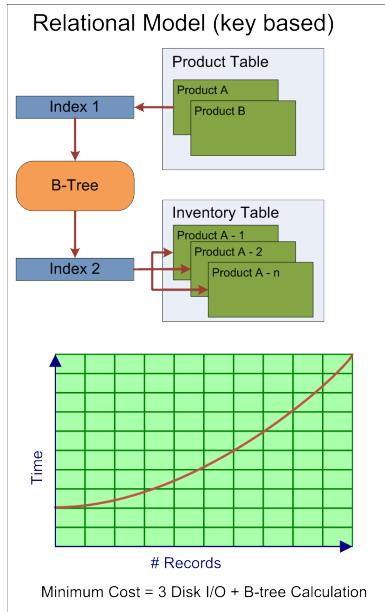 Relational Model (key based)
Product Table
Product A
Index 1
Product B
B-Tree
Inventory Table
Product A - 1
Product A - 2
Index 2
Product A - n
Time
# Records
Minimum Cost = 3 Disk I/O + B-tree Calculation